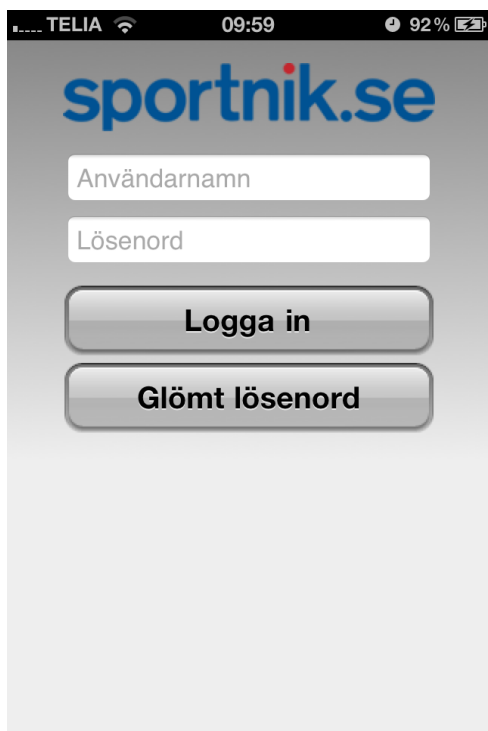 TELIA 09:59 92%
sportnik.se
Användarnamn
Lösenord
Logga in
Glömt lösenord